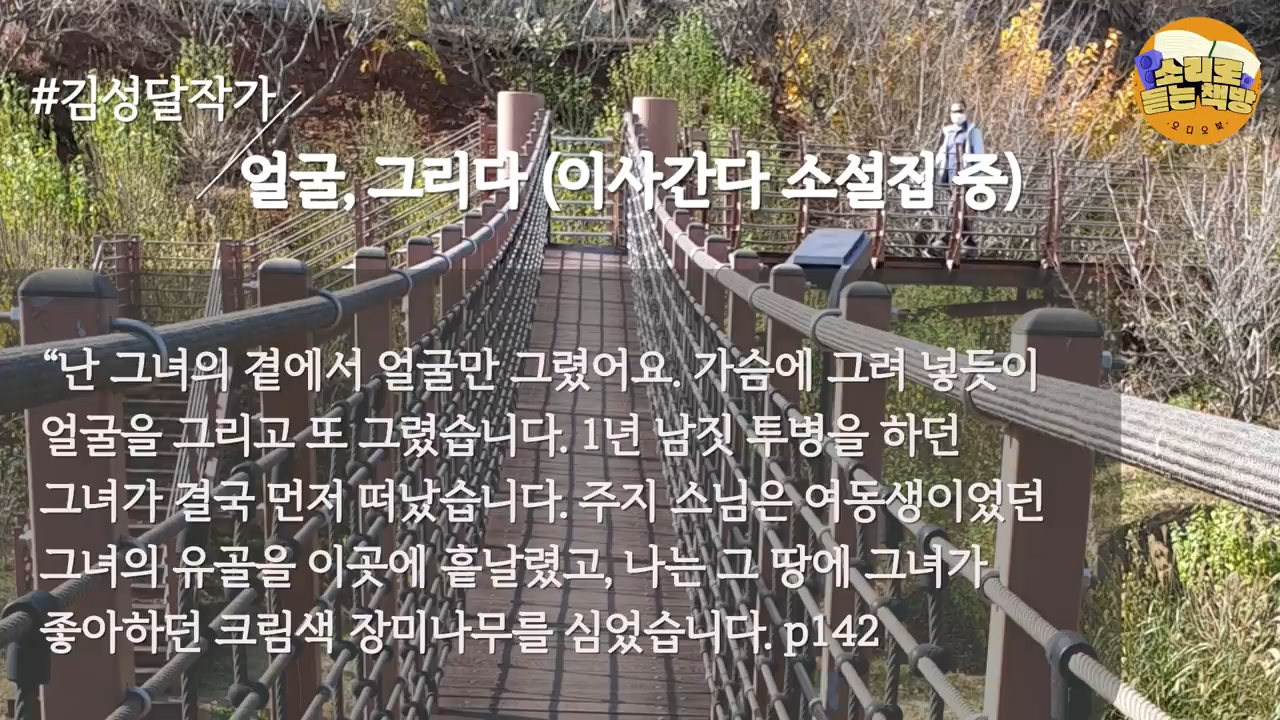 #김성달작가
소리로
듣는책방
·오디오북·
얼굴, 그리다 (이사간다 소설집 중)
“난 그녀의 곁에서 얼굴만 그렸어요. 가슴에 그려 넣듯이
얼굴을 그리고 또 그렸습니다. 1년 남짓 투병을 하던
그녀가 결국 먼저 떠났습니다. 주지 스님은 여동생이었던
그녀의 유골을 이곳에 흩날렸고, 나는 그 땅에 그녀가
좋아하던 크림색 장미나무를 심었습니다. p142